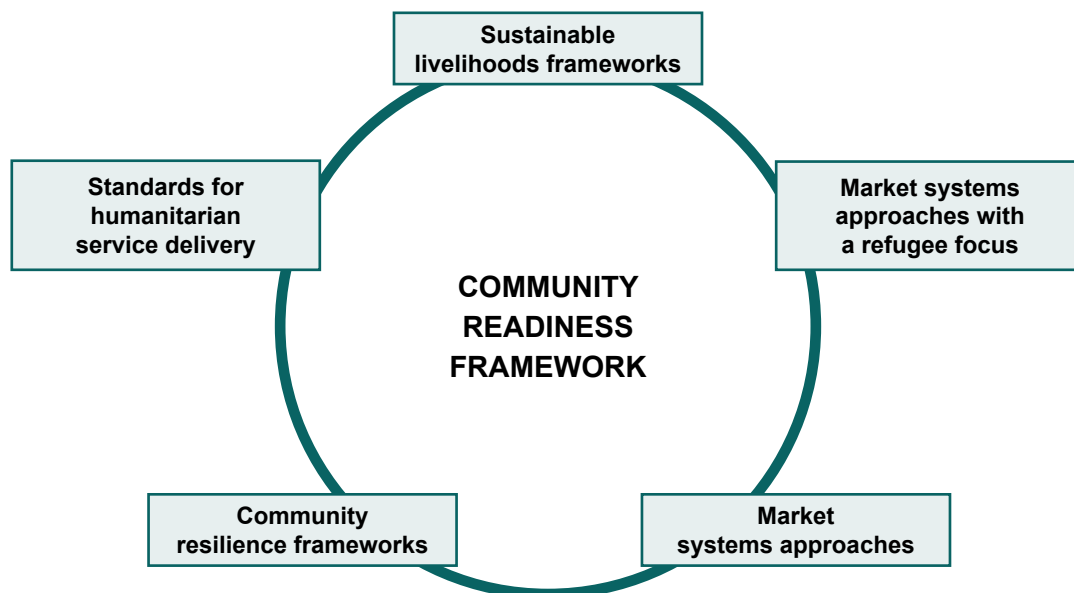 Sustainable
livelihoods frameworks
Standards for
humanitarian
service delivery
Market systems
approaches with
a refugee focus
COMMUNITY
READINESS
FRAMEWORK
Community
resilience frameworks
Market
systems approaches